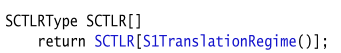 SCTLRType SCTLR[]
    return SCTLR[S1TranslationRegime()];